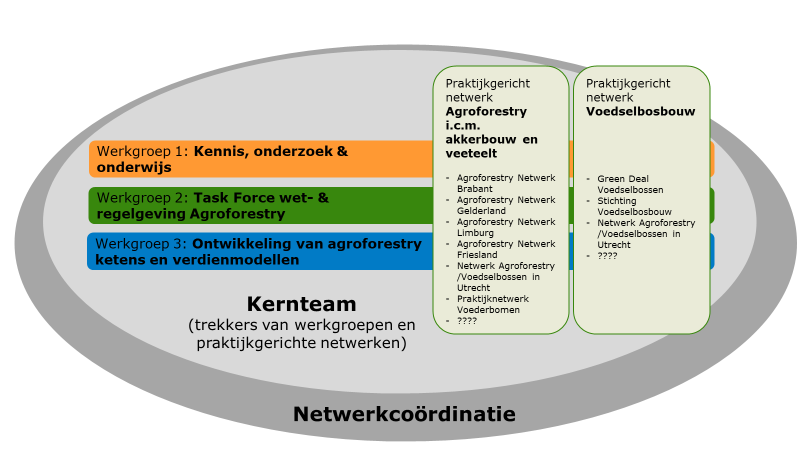 Werkgroep 1: Kennis, onderzoek &
onderwijs
Werkgroep 2: Task Force wet- &
regelgeving Agroforestry
Werkgroep 3: Ontwikkeling van agroforestry
ketens en verdienmodellen
Praktijkgericht
netwerk
Agroforestry
i.c.m.
akkerbouw en
veeteelt
- Agroforestry Netwerk
Brabant
- Agroforestry Netwerk
Gelderland
- Agroforestry Netwerk
Limburg
- Agroforestry Netwerk
Friesland
- Netwerk Agroforestry
/Voedselbossen in
Utrecht
- Praktijknetwerk
Voederbomen
- ????
Praktijkgericht
netwerk
Voedselbosbouw
- Green Deal
Voedselbossen
- Stichting
Voedselbosbouw
- Netwerk Agroforestry
/Voedselbossen in
Utrecht
- ????
Kernteam
(trekkers van werkgroepen en
praktijkgerichte netwerken)
Netwerkcoördinatie